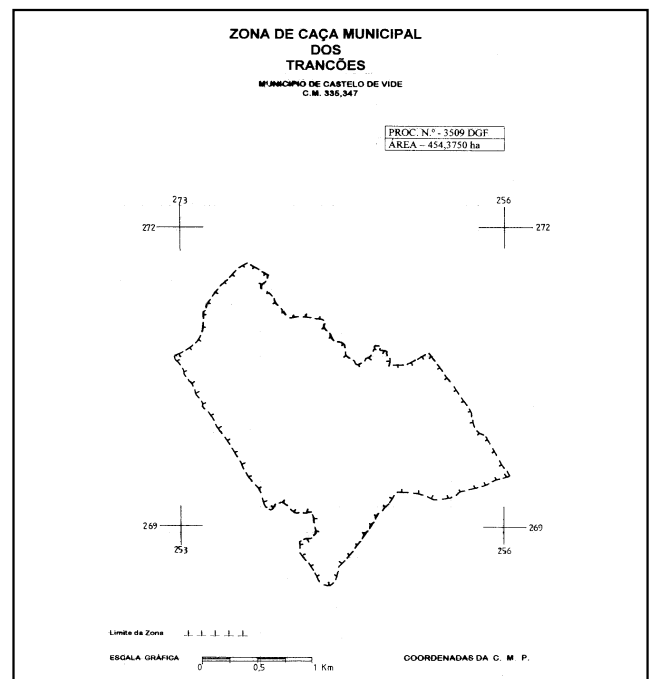 ZONA DE CAÇA MUNICIPAL
DOS
TRANCÕES
MUNICIPIO DE CASTELO DE VIDE
C.M. 335,347
PROC. N.º - 3509 DGF
ÁREA – 454,3750 ha
273
256
272
272
269
269
253
256
Limite da Zona
ESCALA GRÁFICA
0 0,5 1 Km
COORDENADAS DA C. M. P.